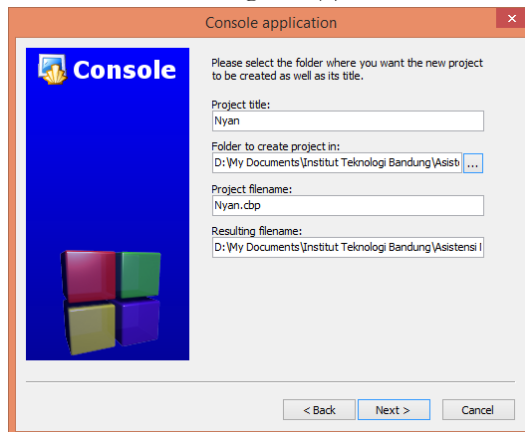 Console application
Console
Please select the folder where you want the new project
to be created as well as its title.
Project title:
Nyan
Folder to create project in:
D:\My Documents\Institut Teknologi Bandung\Asist
...
Project filename:
Nyan.cbp
Resulting filename:
D:\My Documents\Institut Teknologi Bandung\Asistensi
< Back
Next >
Cancel